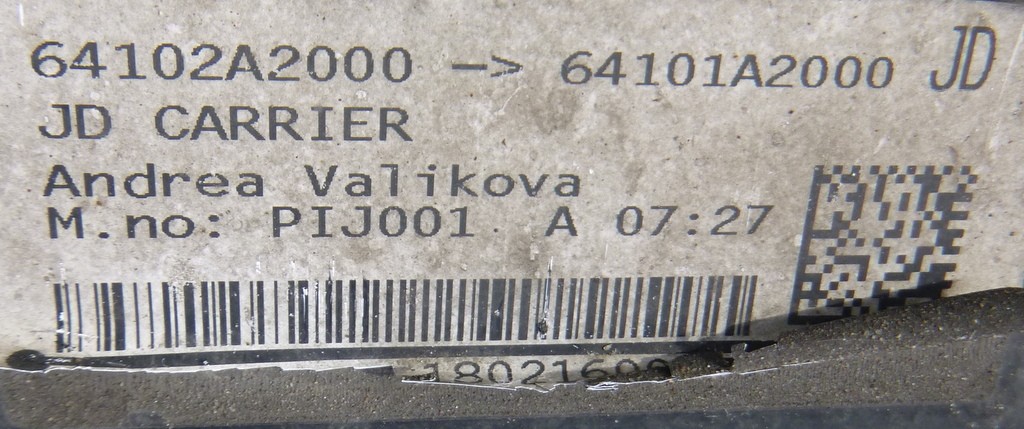 64102A2000 -> 64101A2000 JD
JD CARRIER
Andrea Valikova
M.no: PIJ001 A 07:27